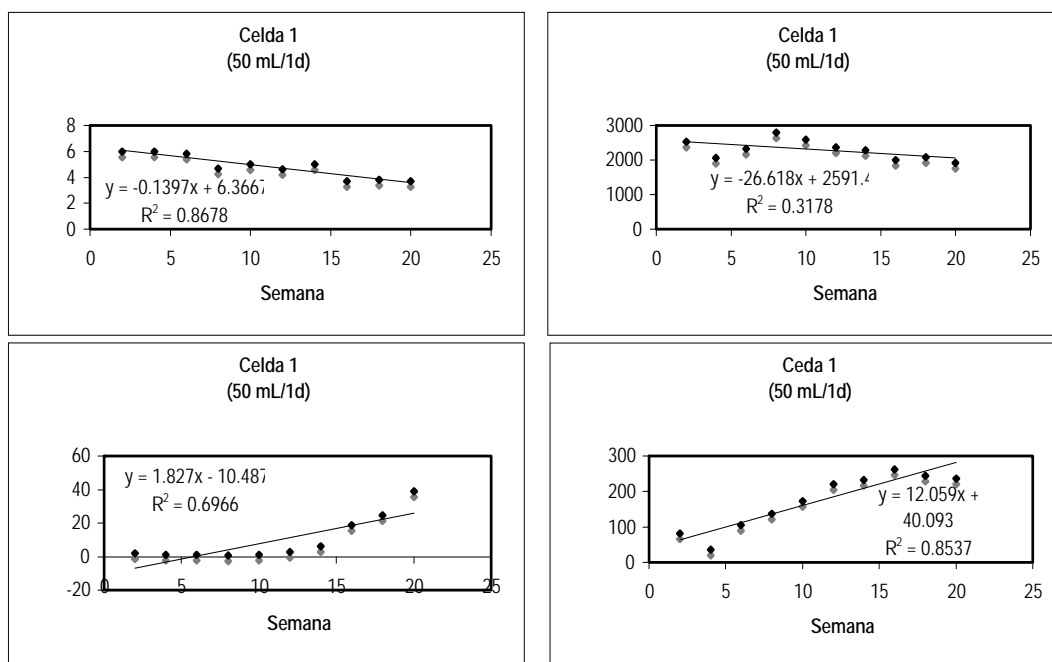 Celda 1
(50 mL/1d)
8
6
4
2
0
y = -0.1397x + 6.3667
R² = 0.8678
0 5 10 15 20 25
Semana
Celda 1
(50 mL/1d)
3000
2000
1000
0
y = -26.618x + 2591.4
R² = 0.3178
0 5 10 15 20 25
Semana
Celda 1
(50 mL/1d)
60
40
20
0
-20
y = 1.827x - 10.487
R² = 0.6966
0 5 10 15 20 25
Semana
Ceda 1
(50 mL/1d)
300
200
100
0
y = 12.059x +
40.093
R² = 0.8537
0 5 10 15 20 25
Semana